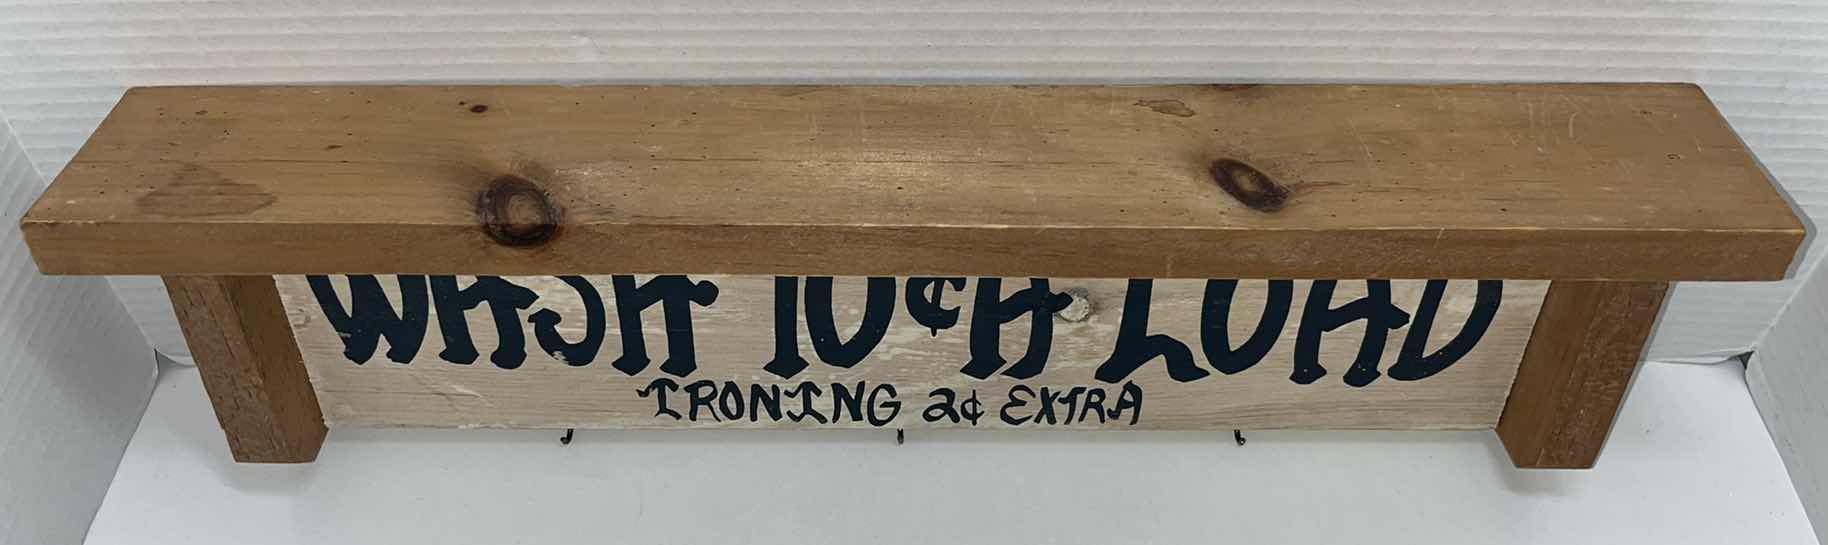 WASH 10¢ A LOAD
IRONING 2¢ EXTRA